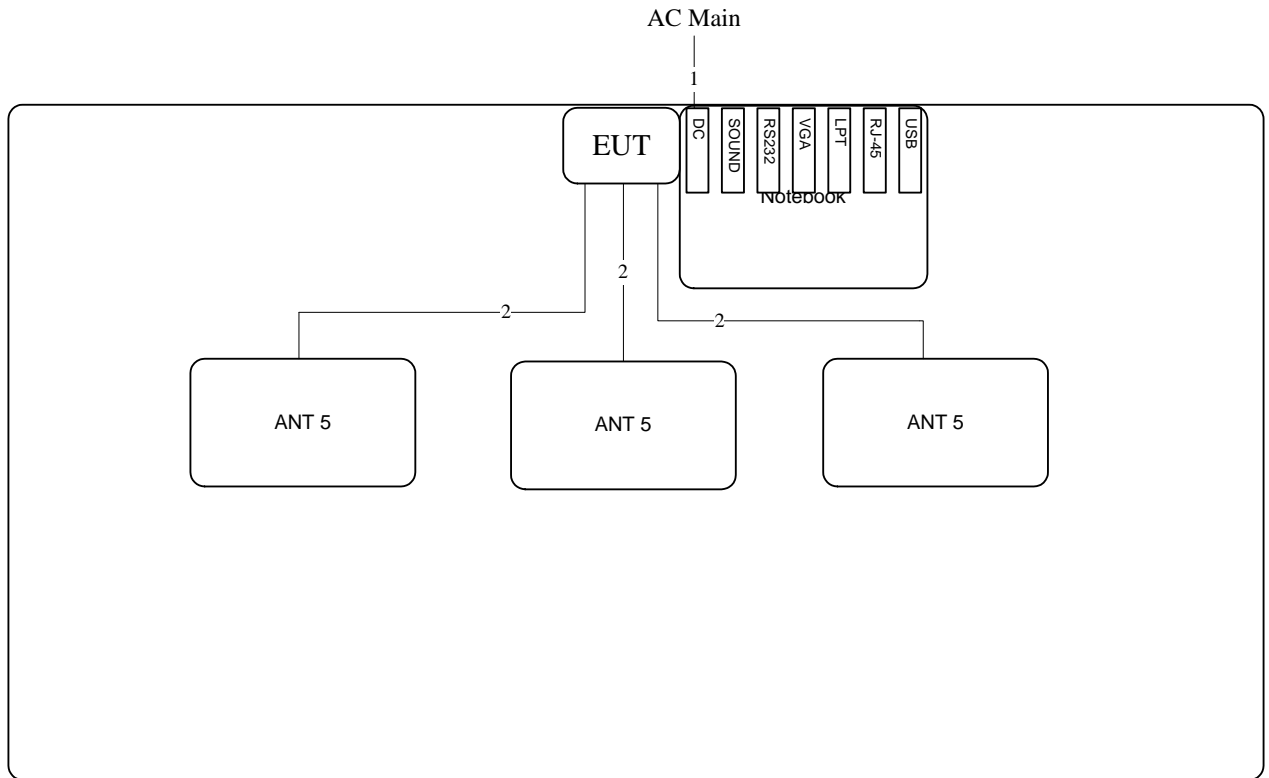 AC Main
1
EUT
DC
SOUND
RS232
VGA
LPT
RJ-45
USB
Notebook
2
2
2
ANT 5
ANT 5
ANT 5